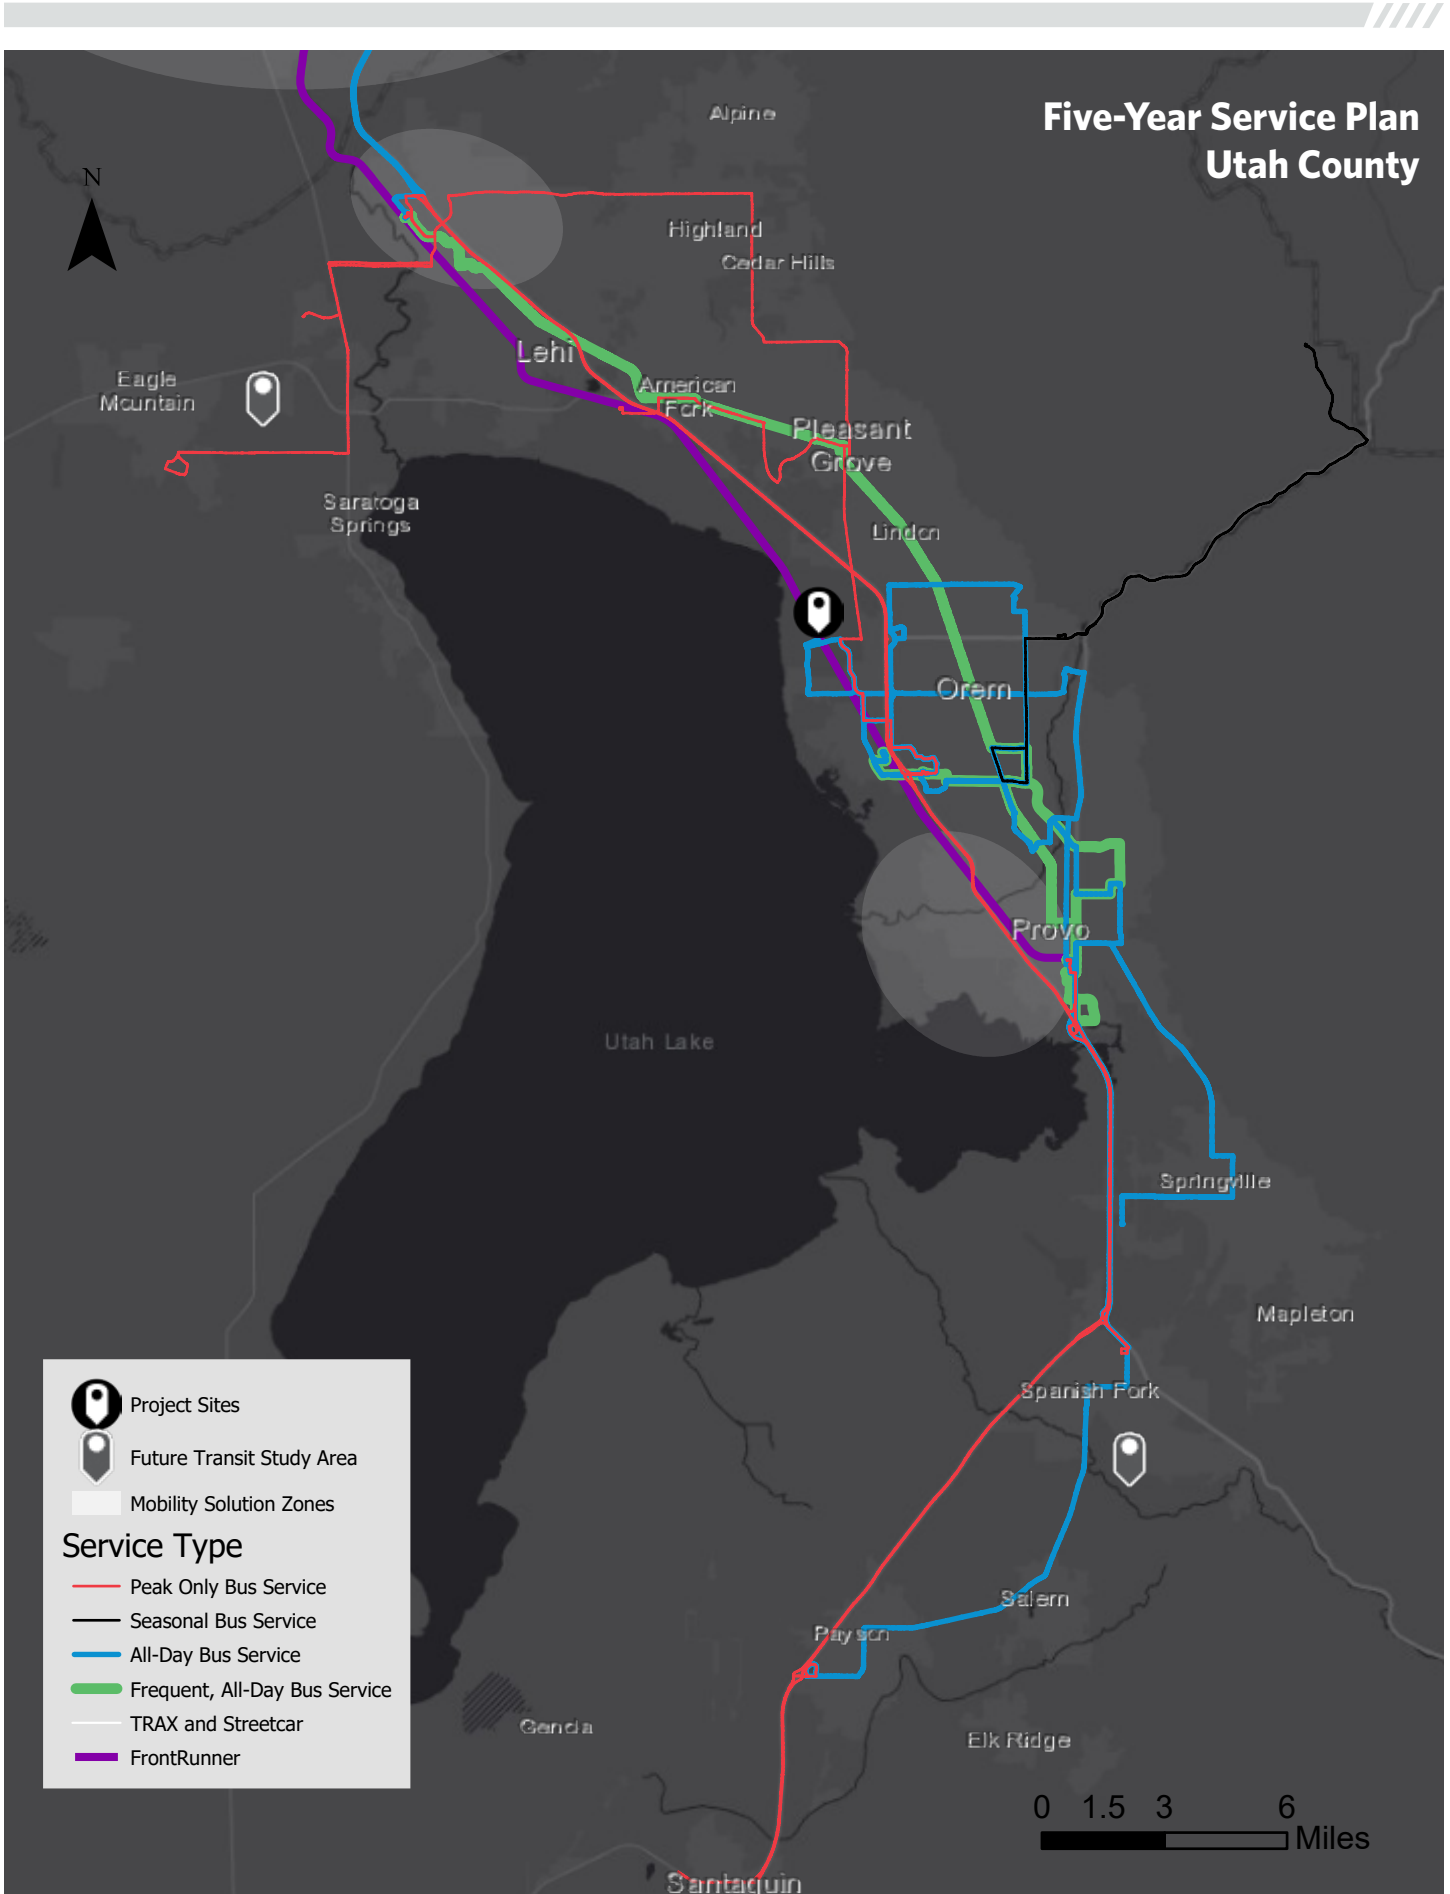 Five-Year Service Plan
Utah County
N
Alpine
Highland
Cedar Hills
Lehi
American
Fork
Eagle
Mountain
Pleasant
Grove
Saratoga
Springs
Lindon
Orem
Provo
Utah Lake
Springville
Mapleton
Spanish Fork
Salem
Payson
Genola
Elk Ridge
Santaquin
Project Sites
Future Transit Study Area
Mobility Solution Zones
Service Type
Peak Only Bus Service
Seasonal Bus Service
All-Day Bus Service
Frequent, All-Day Bus Service
TRAX and Streetcar
FrontRunner
0 1.5 3 6
Miles